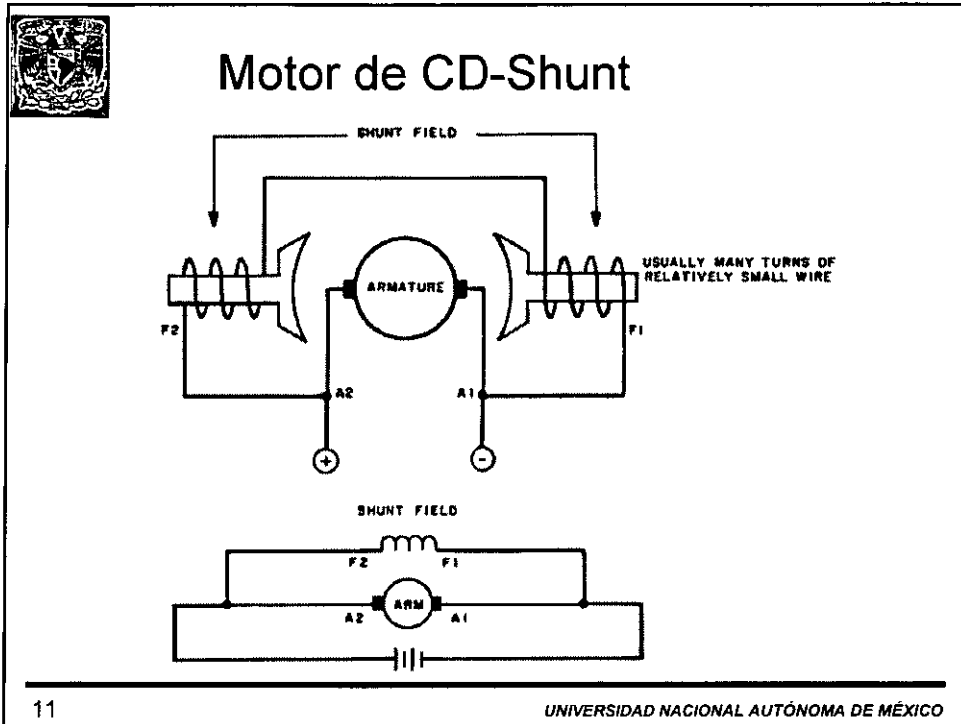 Motor de CD-Shunt
SHUNT FIELD
ARMATURE
USUALLY MANY TURNS OF
RELATIVELY SMALL WIRE
F2
F1
A2
A1
+
-
SHUNT FIELD
F2
F1
A2
ARM
A1
11
UNIVERSIDAD NACIONAL AUTÓNOMA DE MÉXICO